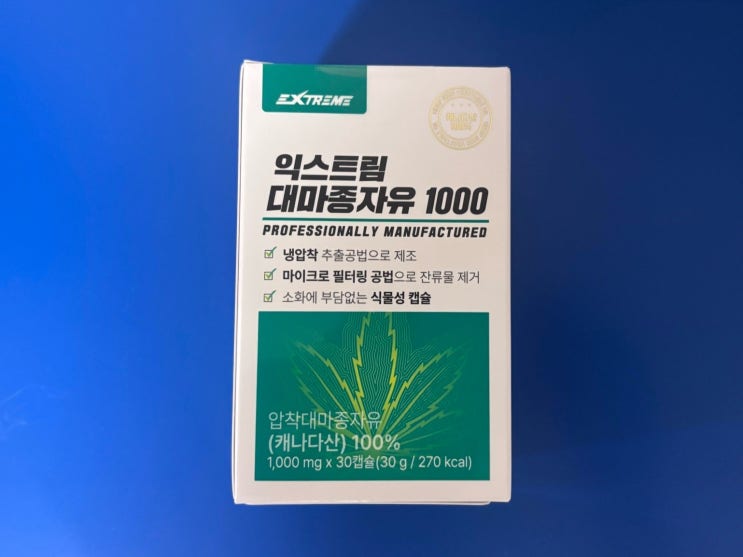 EXTREME
익스트림
대마종자유 1000
PROFESSIONALLY MANUFACTURED
냉압착 추출공법으로 제조
마이크로 필터링 공법으로 잔류물 제거
소화에 부담없는 식물성 캡슐
압착대마종자유
(캐나다산) 100%
1,000 mg x 30캡슐(30 g / 270 kcal)